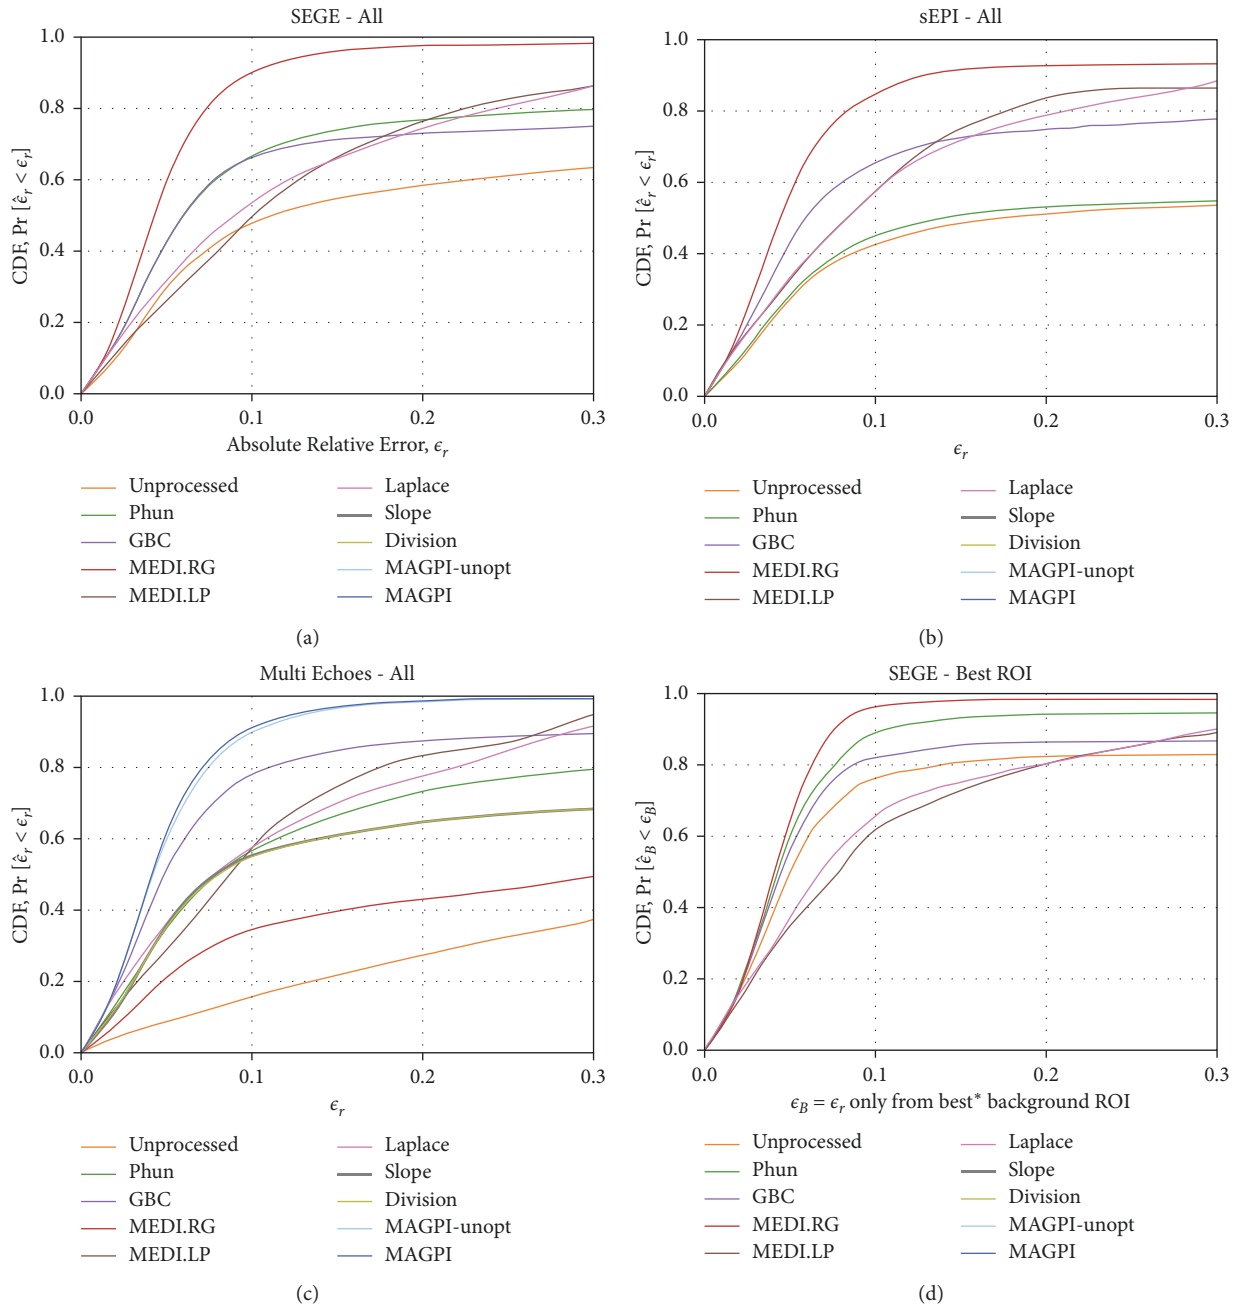 SEGE - All
1.0
0.8
0.6
0.4
0.2
0.0
CDF, Pr [ε̂r < ϵr]
0.0 0.1 0.2 0.3
Absolute Relative Error, ϵr
Unprocessed
Phun
GBC
MEDI.RG
MEDI.LP
Laplace
Slope
Division
MAGPI-unopt
MAGPI
(a)
sEPI - All
1.0
0.8
0.6
0.4
0.2
0.0
CDF, Pr [ε̂r < ϵr]
0.0 0.1 0.2 0.3
ϵr
Unprocessed
Phun
GBC
MEDI.RG
MEDI.LP
Laplace
Slope
Division
MAGPI-unopt
MAGPI
(b)
Multi Echoes - All
1.0
0.8
0.6
0.4
0.2
0.0
CDF, Pr [ε̂r < ϵr]
0.0 0.1 0.2 0.3
ϵr
Unprocessed
Phun
GBC
MEDI.RG
MEDI.LP
Laplace
Slope
Division
MAGPI-unopt
MAGPI
(c)
SEGE - Best ROI
1.0
0.8
0.6
0.4
0.2
0.0
CDF, Pr [ε̂B < ϵB]
0.0 0.1 0.2 0.3
ϵB = ϵr only from best* background ROI
Unprocessed
Phun
GBC
MEDI.RG
MEDI.LP
Laplace
Slope
Division
MAGPI-unopt
MAGPI
(d)